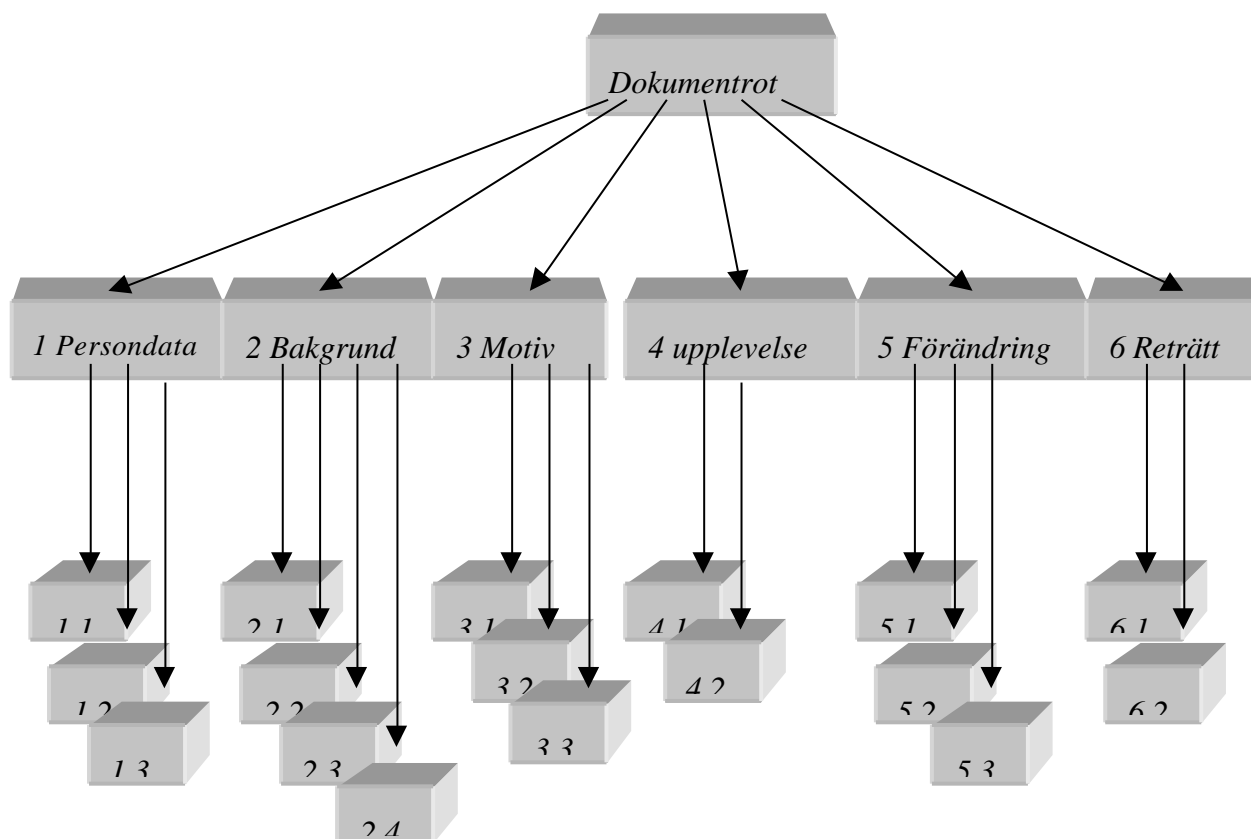 Dokumentrot
1 Persondata
2 Bakgrund
3 Motiv
4 upplevelse
5 Förändring
6 Reträtt
1.1
2.1
3.1
4.1
5.1
6.1
1.2
2.2
3.2
4.2
5.2
6.2
1.3
2.3
3.3
5.3
2.4